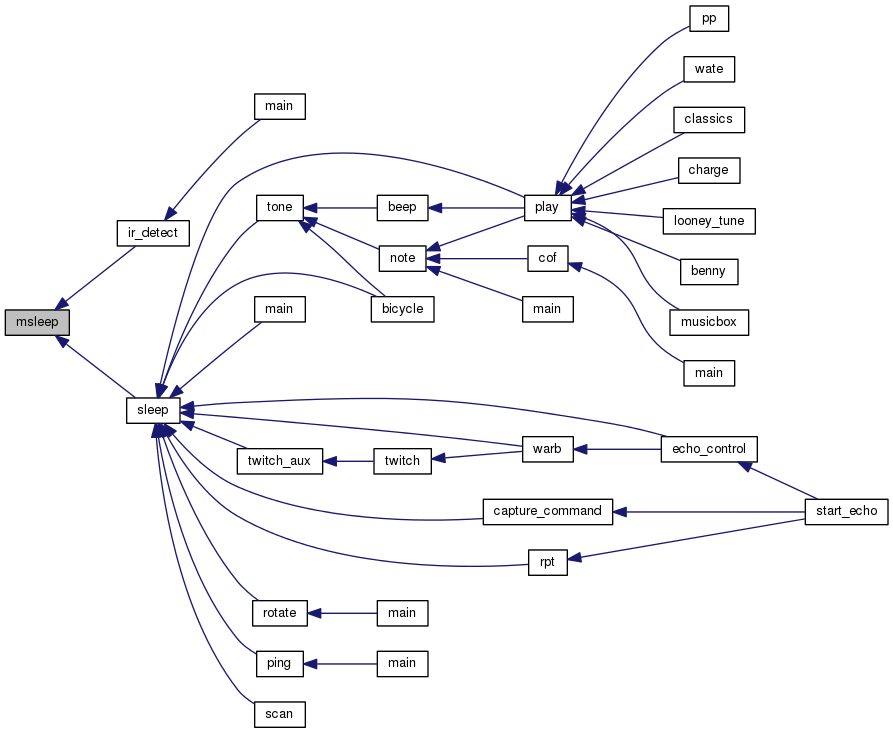 pp
wate
classics
main
charge
tone
beep
play
looney_tune
ir_detect
note
cof
benny
main
bicycle
main
msleep
musicbox
main
sleep
echo_control
warb
twitch_aux
twitch
capture_command
start_echo
rpt
rotate
main
ping
main
scan